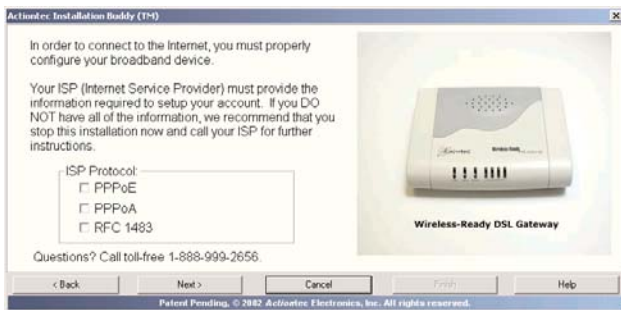 Actiontec Installation Buddy (TM)
In order to connect to the Internet, you must properly
configure your broadband device.
Your ISP (Internet Service Provider) must provide the
information required to setup your account. If you DO
NOT have all of the information, we recommend that you
stop this installation now and call your ISP for further
instructions.
ISP Protocol:
PPPoE
PPPoA
RFC 1483
Questions? Call toll-free 1-888-999-2656.
Actiontec
Wireless-Ready DSL Gateway
< Back
Next >
Cancel
Finish
Help
Patent Pending, © 2002 Actiontec Electronics, Inc. All rights reserved.